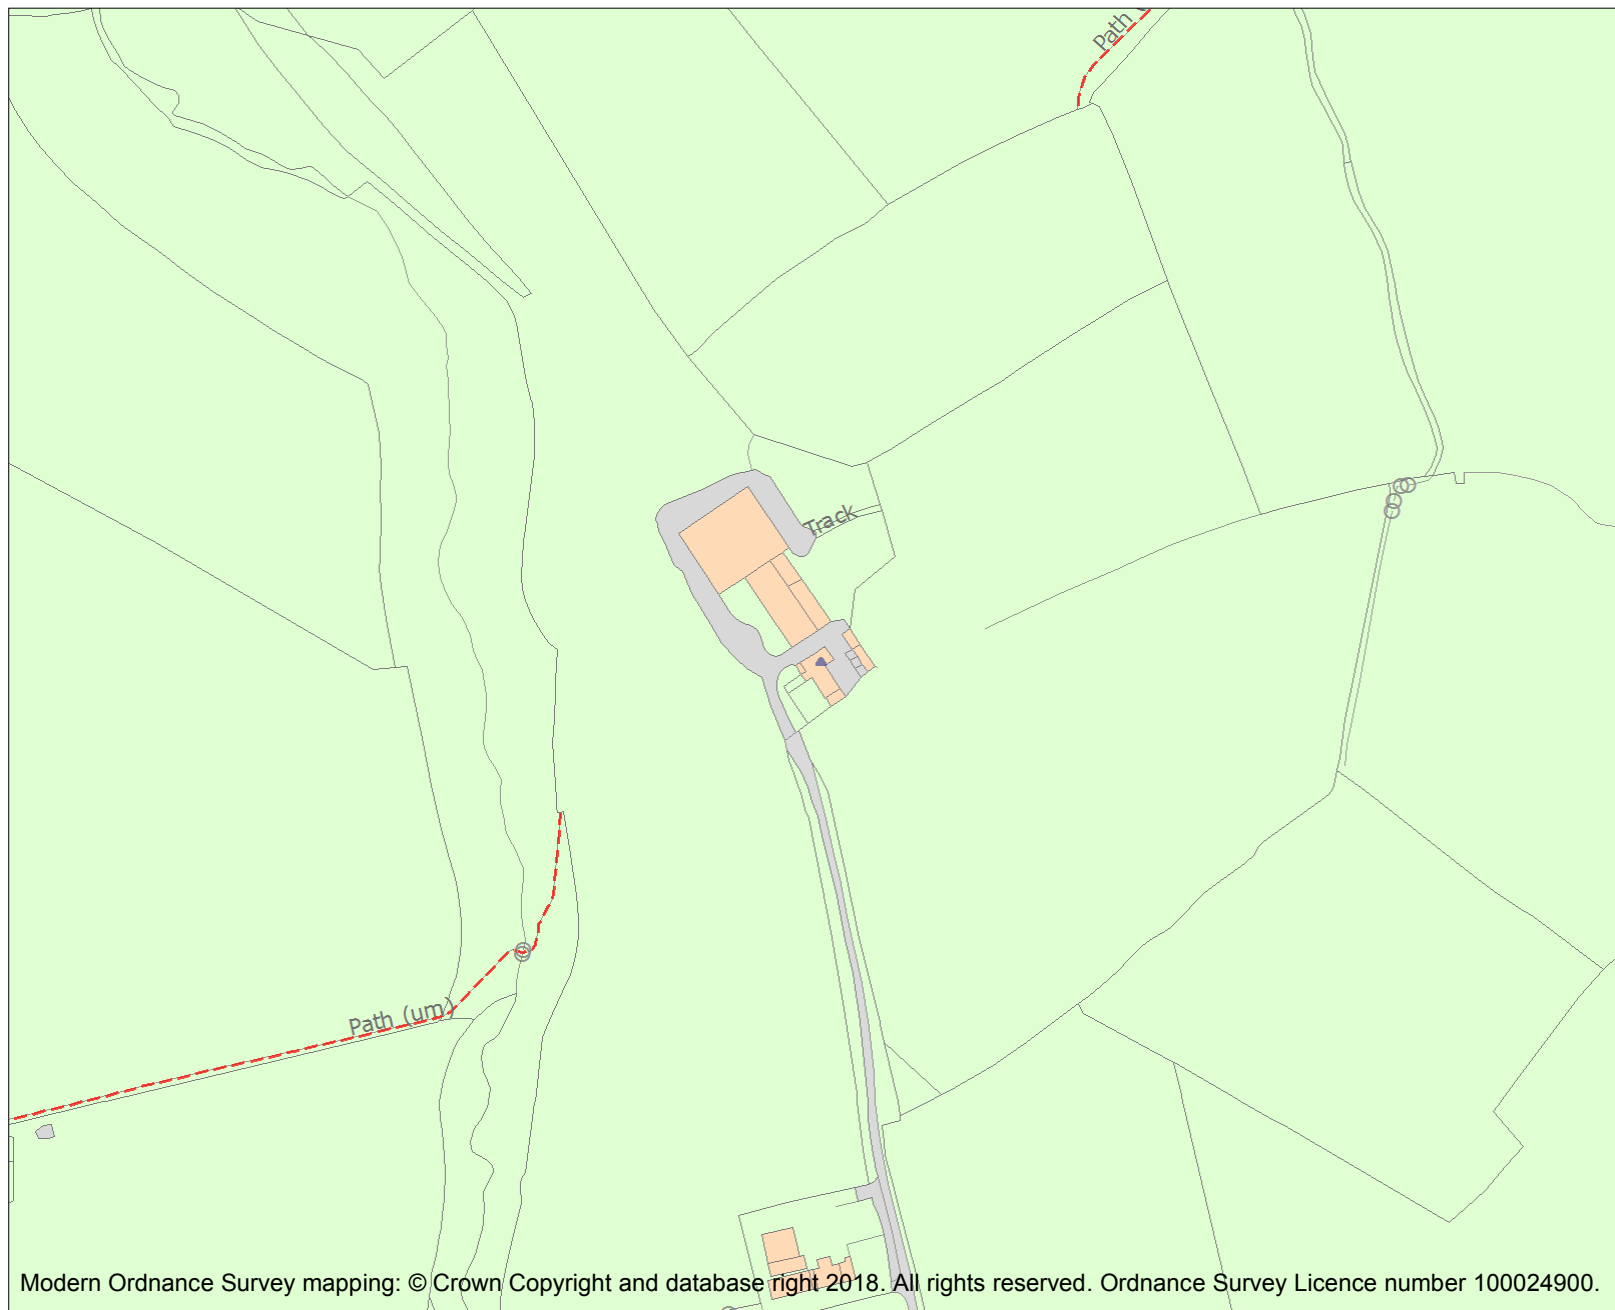 Path (
Track
Path (um)
Modern Ordnance Survey mapping: © Crown Copyright and database right 2018. All rights reserved. Ordnance Survey Licence number 100024900.